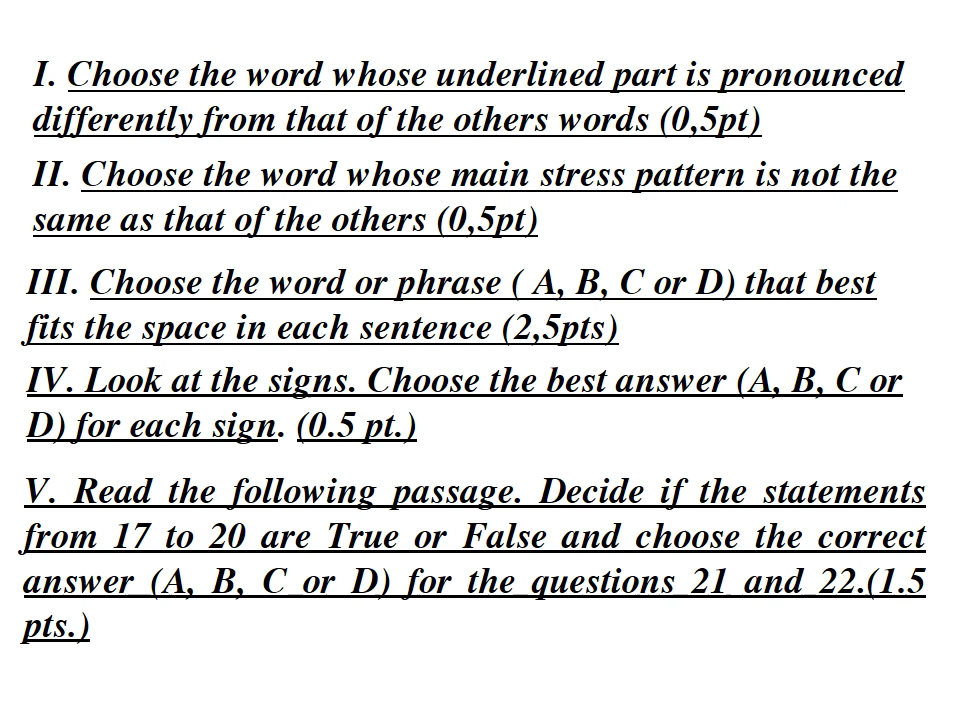 I. Choose the word whose underlined part is pronounced
differently from that of the others words (0,5pt)
II. Choose the word whose main stress pattern is not the
same as that of the others (0,5pt)
III. Choose the word or phrase ( A, B, C or D) that best
fits the space in each sentence (2,5pts)
IV. Look at the signs. Choose the best answer (A, B, C or
D) for each sign. (0.5 pt.)
V. Read the following passage. Decide if the statements
from 17 to 20 are True or False and choose the correct
answer (A, B, C or D) for the questions 21 and 22.(1.5
pts.)